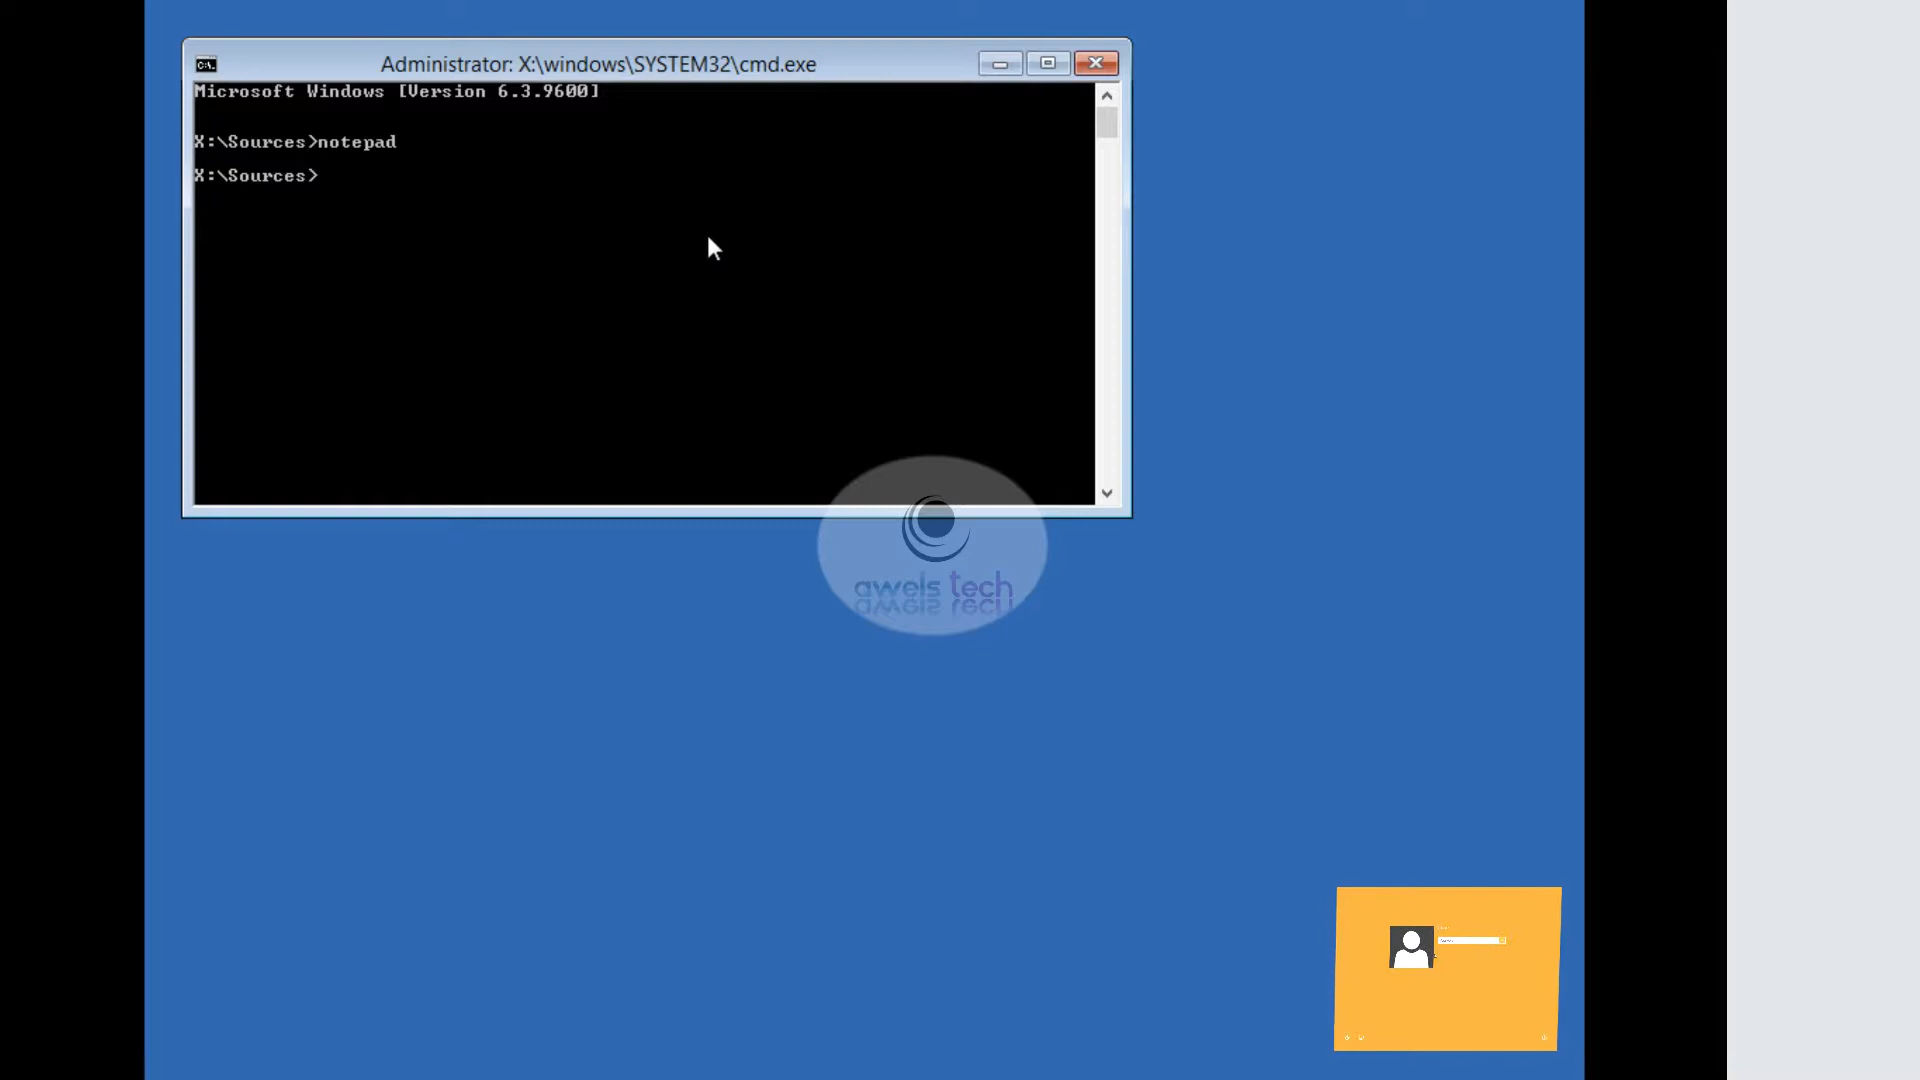 Administrator: X:\windows\SYSTEM32\cmd.exe
Microsoft Windows [Version 6.3.9600]
X:\Sources>notepad
X:\Sources>
awels tech